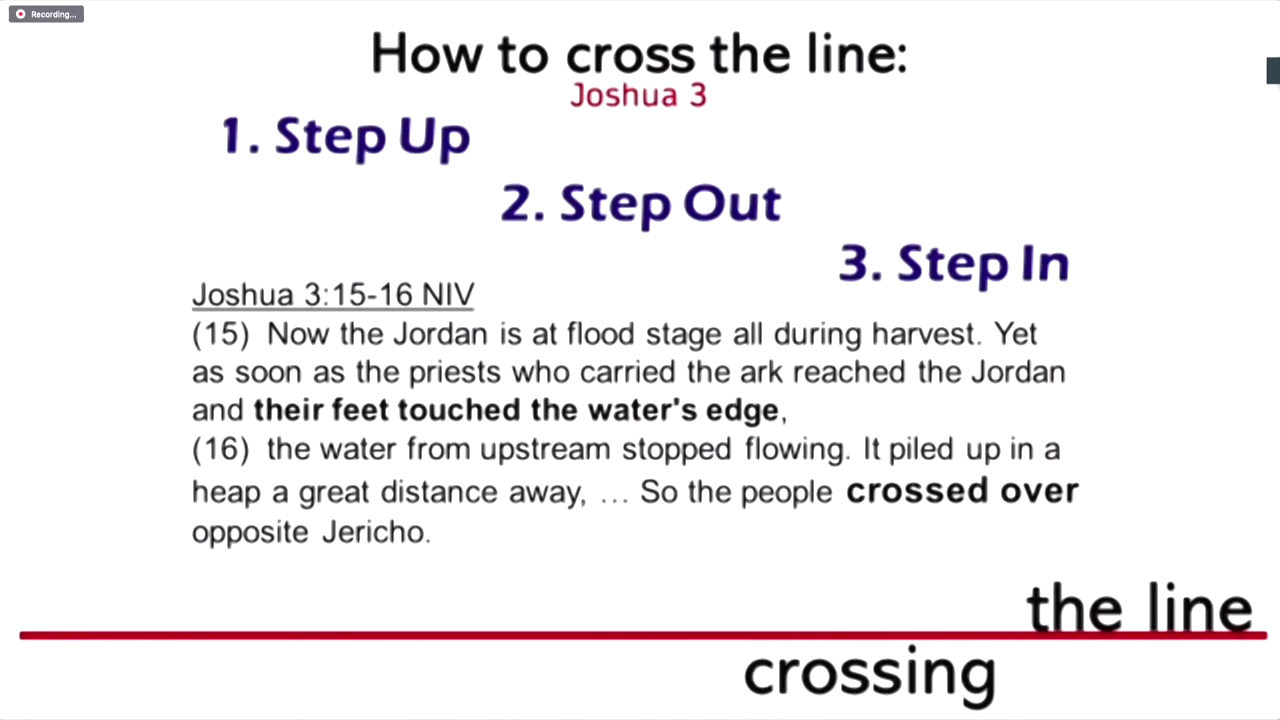 Recording...
How to cross the line:
Joshua 3
1. Step Up
2. Step Out
3. Step In
Joshua 3:15-16 NIV
(15) Now the Jordan is at flood stage all during harvest. Yet
as soon as the priests who carried the ark reached the Jordan
and their feet touched the water's edge,
(16) the water from upstream stopped flowing. It piled up in a
heap a great distance away, … So the people crossed over
opposite Jericho.
the line
crossing